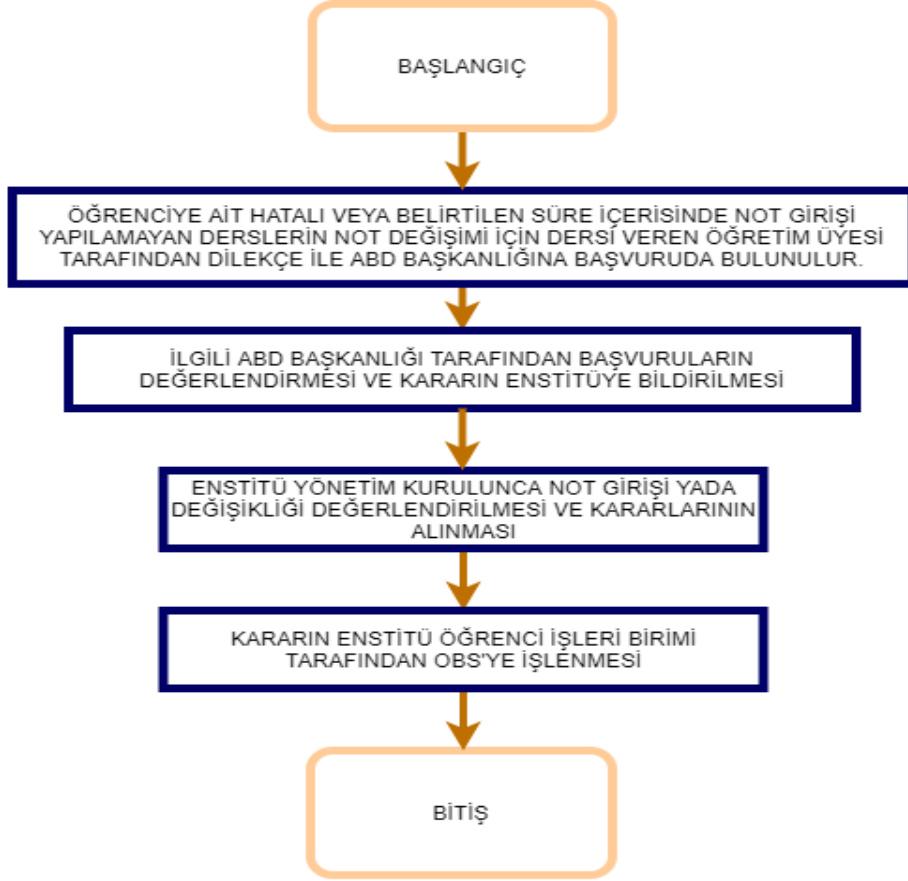 BAŞLANGIÇ
ÖĞRENCİYE AİT HATALI VEYA BELİRTİLEN SÜRE İÇERİSİNDE NOT GİRİŞİ
YAPILAMAYAN DERSLERİN NOT DEĞİŞİMİ İÇİN DERSİ VEREN ÖĞRETİM ÜYESİ
TARAFINDAN DİLEKÇE İLE ABD BAŞKANLIĞINA BAŞVURUDA BULUNULUR.
İLGİLİ ABD BAŞKANLIĞI TARAFINDAN BAŞVURULARIN
DEĞERLENDİRMESİ VE KARARIN ENSTİTÜYE BİLDİRİLMESİ
ENSTİTÜ YÖNETİM KURULUNCA NOT GİRİŞİ YADA
DEĞİŞİKLİĞİ DEĞERLENDİRİLMESİ VE KARARLARININ
ALINMASI
KARARIN ENSTİTÜ ÖĞRENCİ İŞLERİ BİRİMİ
TARAFINDAN OBS'YE İŞLENMESİ
BİTİŞ